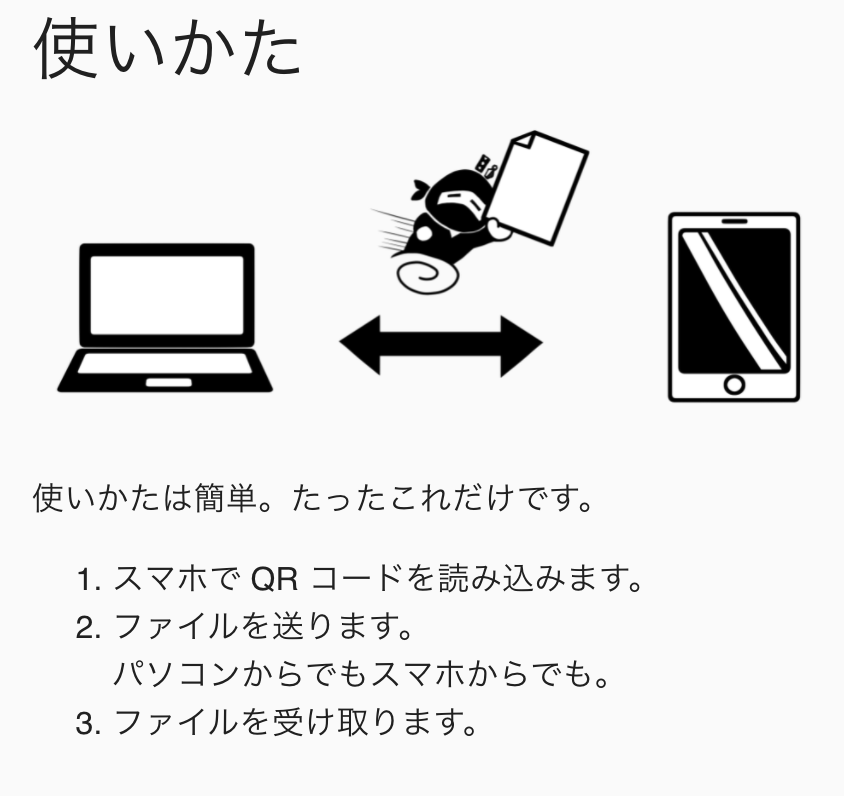 使いかた
使いかたは簡単。たったこれだけです。
1. スマホで QR コードを読み込みます。
2. ファイルを送ります。
パソコンからでもスマホからでも。
3. ファイルを受け取ります。